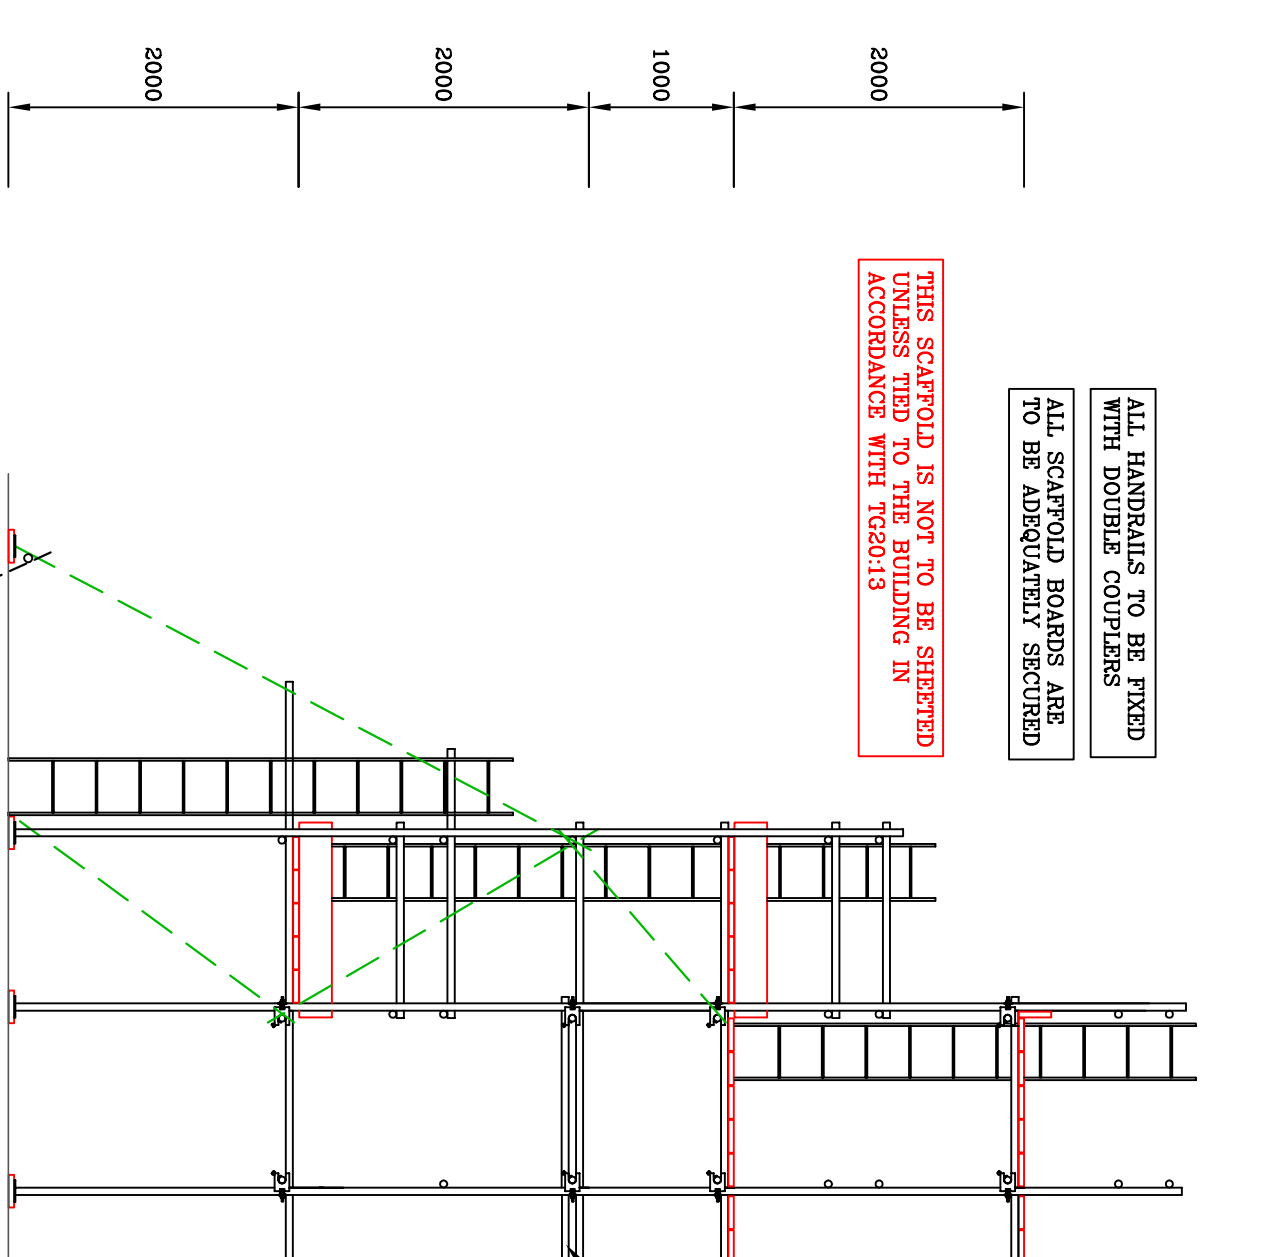 2000
2000
1000
2000
ALL HANDRAILS TO BE FIXED
WITH DOUBLE COUPLERS
ALL SCAFFOLD BOARDS ARE
TO BE ADEQUATELY SECURED
THIS SCAFFOLD IS NOT TO BE SHEETED
UNLESS TIED TO THE BUILDING IN
ACCORDANCE WITH TG20:13